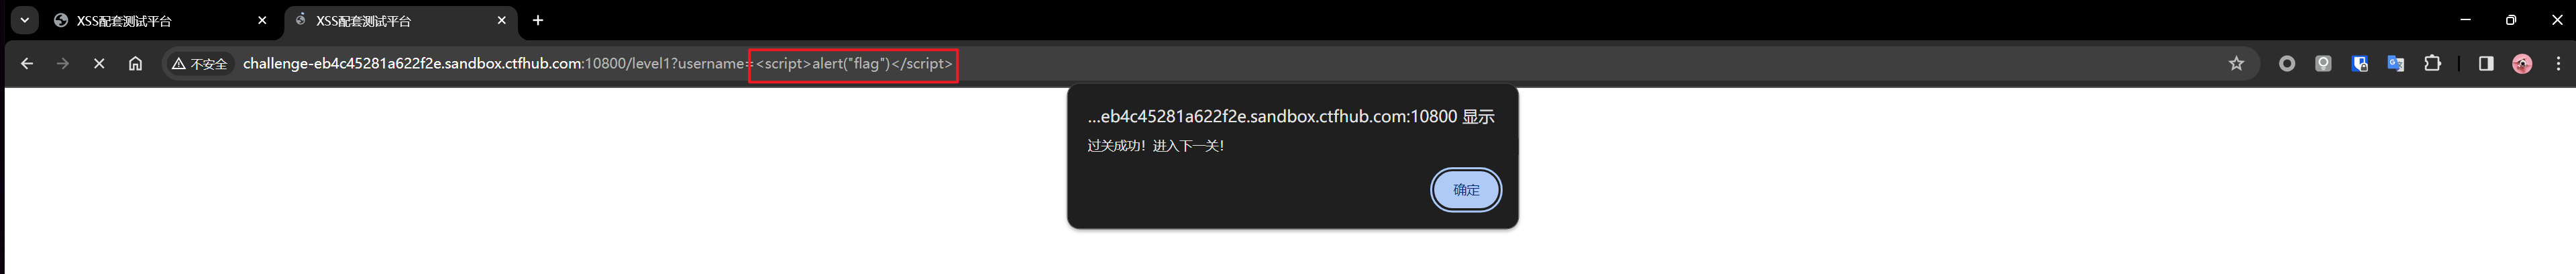 XSS配套测试平台
XSS配套测试平台
不安全 challenge-eb4c45281a622f2e.sandbox.ctfhub.com:10800/level1?username=<script>alert("flag")</script>
...eb4c45281a622f2e.sandbox.ctfhub.com:10800 显示
过关成功！进入下一关！
确定